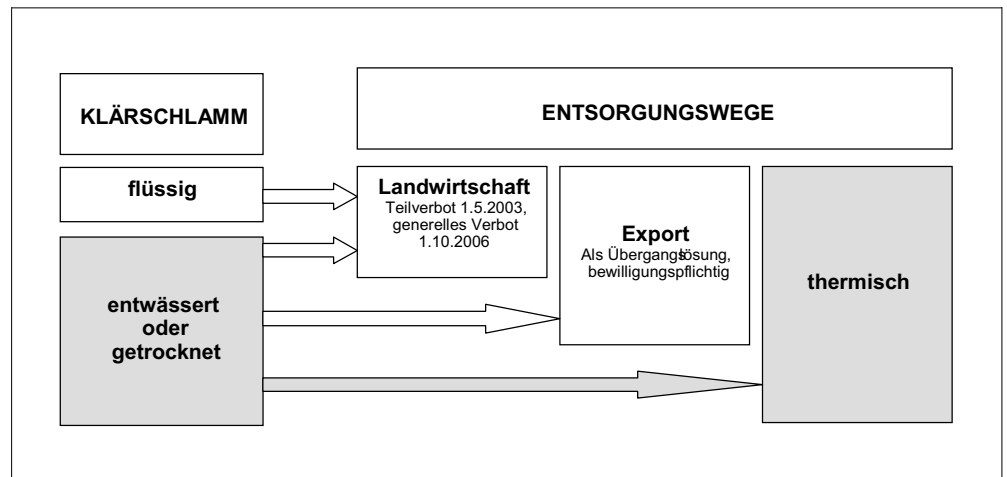 KLÄRSCHLAMM
ENTSORGUNGSWEGE
flüssig
Landwirtschaft
Teilverbot 1.5.2003,
generelles Verbot
1.10.2006
Export
Als Übergangslösung,
bewilligungspflichtig
thermisch
entwässert
oder
getrocknet